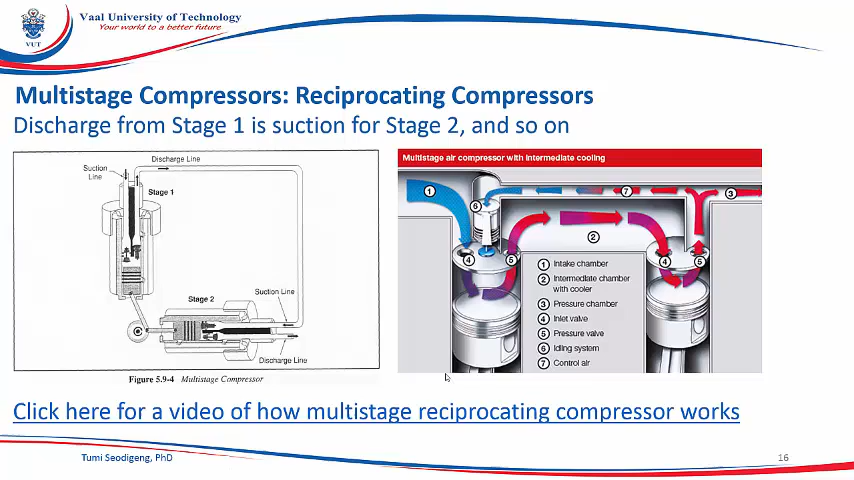 Vaal University of Technology
Your world to a better future
VUT
Multistage Compressors: Reciprocating Compressors
Discharge from Stage 1 is suction for Stage 2, and so on
Discharge Line
Suction
Line
Stage 1
Stage 2
Suction Line
Discharge Line
Figure 5.9-4 Multistage Compressor
Multistage air compressor with intermediate cooling
1
7
3
6
2
4
5
4
5
1 Intake chamber
2 Intermediate chamber
with cooler
3 Pressure chamber
4 Inlet valve
5 Pressure valve
6 Idling system
7 Control air
Click here for a video of how multistage reciprocating compressor works
Tumi Seodigeng, PhD
16